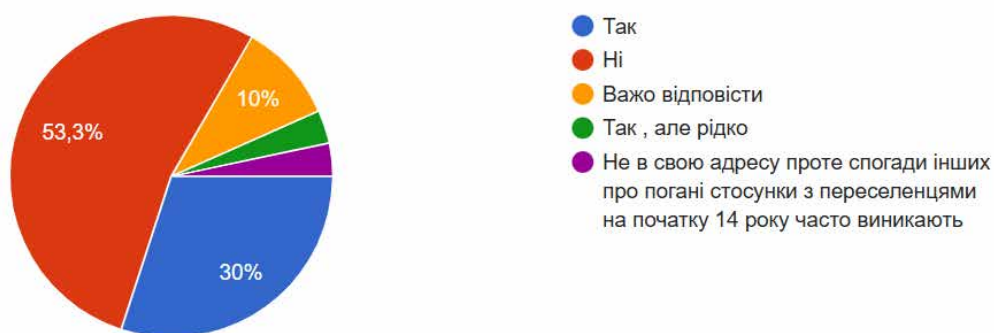 53,3%
10%
30%
Так
Ні
Важо відповісти
Так , але рідко
Не в свою адресу проте спогади інших
про погані стосунки з переселенцями
на початку 14 року часто виникають